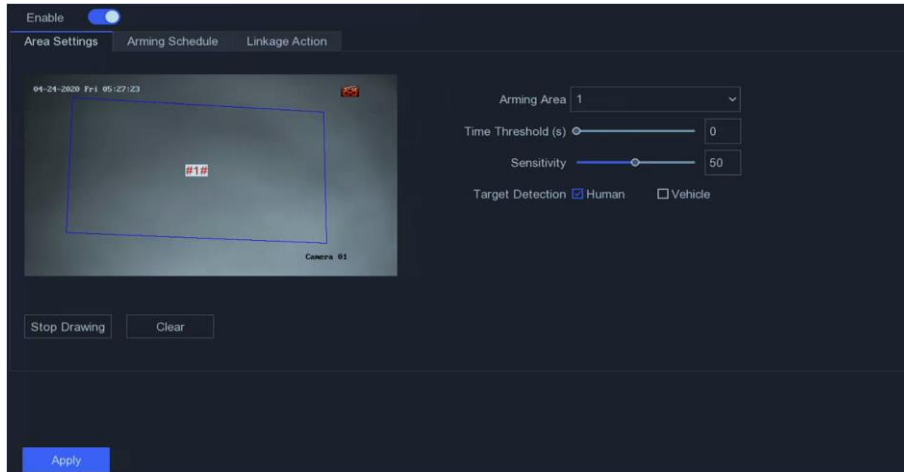 Enable
Area Settings Arming Schedule Linkage Action
04-24-2020 Fri 05:27:23
#1#
Camera 01
Arming Area 1
Time Threshold (s) 0
Sensitivity 50
Target Detection Human Vehicle
Stop Drawing Clear
Apply